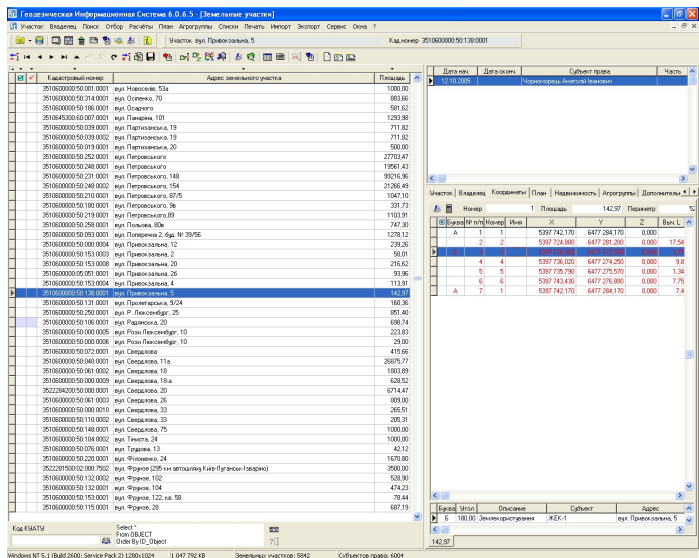 Геодезическая Информационная Система 6.0.6.5 - [Земельные участки]
Участок Владелец Поиск Отбор Расчёты План Агрогруппы Списки Печать Импорт Экспорт Сервис Окна ?
Участок вул. Привокзальна, 5 Кад.номер 3510600000:50:138:0001
Кадастровый номер Адрес земельного участка Площадь
3510600000:50:001:0001 вул. Новоселів, 53а 1000,00
3510600000:50:314:0001 вул. Осіпенко, 70 883,66
3510600000:50:186:0001 вул. Осадчого 581,62
3510645300:60:007:0001 вул. Панаріна, 101 1293,98
3510600000:50:039:0001 вул. Партизанська, 19 711,82
3510600000:50:039:0002 вул. Партизанська, 19 711,82
3510600000:50:019:0001 вул. Партизанська, 20 500,00
3510600000:50:252:0001 вул. Петровського 27703,47
3510600000:50:248:0001 вул. Петровського 19561,43
3510600000:50:231:0001 вул. Петровського, 148 99216,96
3510600000:50:248:0002 вул. Петровського, 154 21266,49
3510600000:50:210:0001 вул. Петровського, 87/5 1047,10
3510600000:50:180:0001 вул. Петровського, 9в 331,73
3510600000:50:219:0001 вул. Петровського,89 1103,91
3510600000:50:258:0001 вул. Польова, 80в 747,30
3510600000:50:093:0001 вул. Поперечна 2, буд. № 39/56 1278,12
3510600000:50:000:0004 вул. Привокзальна, 12 239,26
3510600000:50:153:0003 вул. Привокзальна, 2 58,01
3510600000:50:153:0008 вул. Привокзальна, 20 216,62
3510600000:05:051:0001 вул. Привокзальна, 26 93,96
3510600000:50:153:0004 вул. Привокзальна, 4 113,91
3510600000:50:138:0001 вул. Привокзальна, 5 142,97
3510600000:50:131:0001 вул. Пролетарська, 9/24 160,36
3510600000:50:250:0001 вул. Р .Люксембург, 25 851,40
3510600000:50:106:0001 вул. Радянська, 20 698,74
3510600000:50:000:0005 вул. Рози Люксембург, 10 223,83
3510600000:50:000:0006 вул. Рози Люксембург, 10 29,00
3510600000:50:072:0001 вул. Свердлова 415,66
3510600000:50:040:0001 вул. Свердлова, 11а 26875,77
3510600000:50:061:0002 вул. Свердлова, 18 1803,89
3510600000:50:000:0009 вул. Свердлова, 18-а 628,52
3522284200:50:000:0001 вул. Свердлова, 20 6714,47
3510600000:50:061:0003 вул. Свердлова, 26 809,00
3510600000:50:000:0010 вул. Свердлова, 33 265,51
3510600000:50:110:0002 вул. Свердлова, 33 205,31
3510600000:50:148:0001 вул. Свердлова, 75 1000,00
3510600000:50:104:0002 вул. Тіниста, 24 1000,00
3510600000:50:076:0001 вул. Трудова, 13 42,12
3510600000:50:220:0001 вул. Філоненко, 24 1670,80
3522281500:02:000:7502 вул. Фрунзе (295 км автошляху Київ-Луганськ-Ізваріно) 3500,00
3510600000:50:132:0002 вул. Фрунзе, 102 528,90
3510600000:50:132:0001 вул. Фрунзе, 104 474,23
3510600000:50:153:0001 вул. Фрунзе, 122, кв. 58 78,44
3510600000:50:115:0001 вул. Фрунзе, 28 687,19
Код КУАТУ
Select *
From OBJECT
Order By ID_Object
Дата нач. Дата оконч. Субъект права Часть
12.10.2005 Чорноморець Анатолій Іванович
Участок Владелец Координаты План Недвижимость Агрогруппы Дополнительн
Номер 1 Площадь 142,97 Периметр 52
Буква № п/п Номер Имя X Y Z Выч. L
А 1 1 5397 742,170 6477 284,170 0,000
2 2 5397 724,880 6477 281,200 0,000 17,54
4 4 5397 736,020 6477 274,250 0,000 9,8
5 5 5397 735,790 6477 275,570 0,000 1,34
6 6 5397 743,430 6477 276,880 0,000 7,75
А 7 1 5397 742,170 6477 284,170 0,000 7,4
Буква Угол Описание Субъект Адрес
Б 180,00 Землекористування ЖЕК-1 вул. Привокзальна, 5
142,97
Windows NT 5.1 (Build 2600: Service Pack 2) 1280x1024 1 047 792 KB Земельных участков: 5842 Субъектов права: 6004